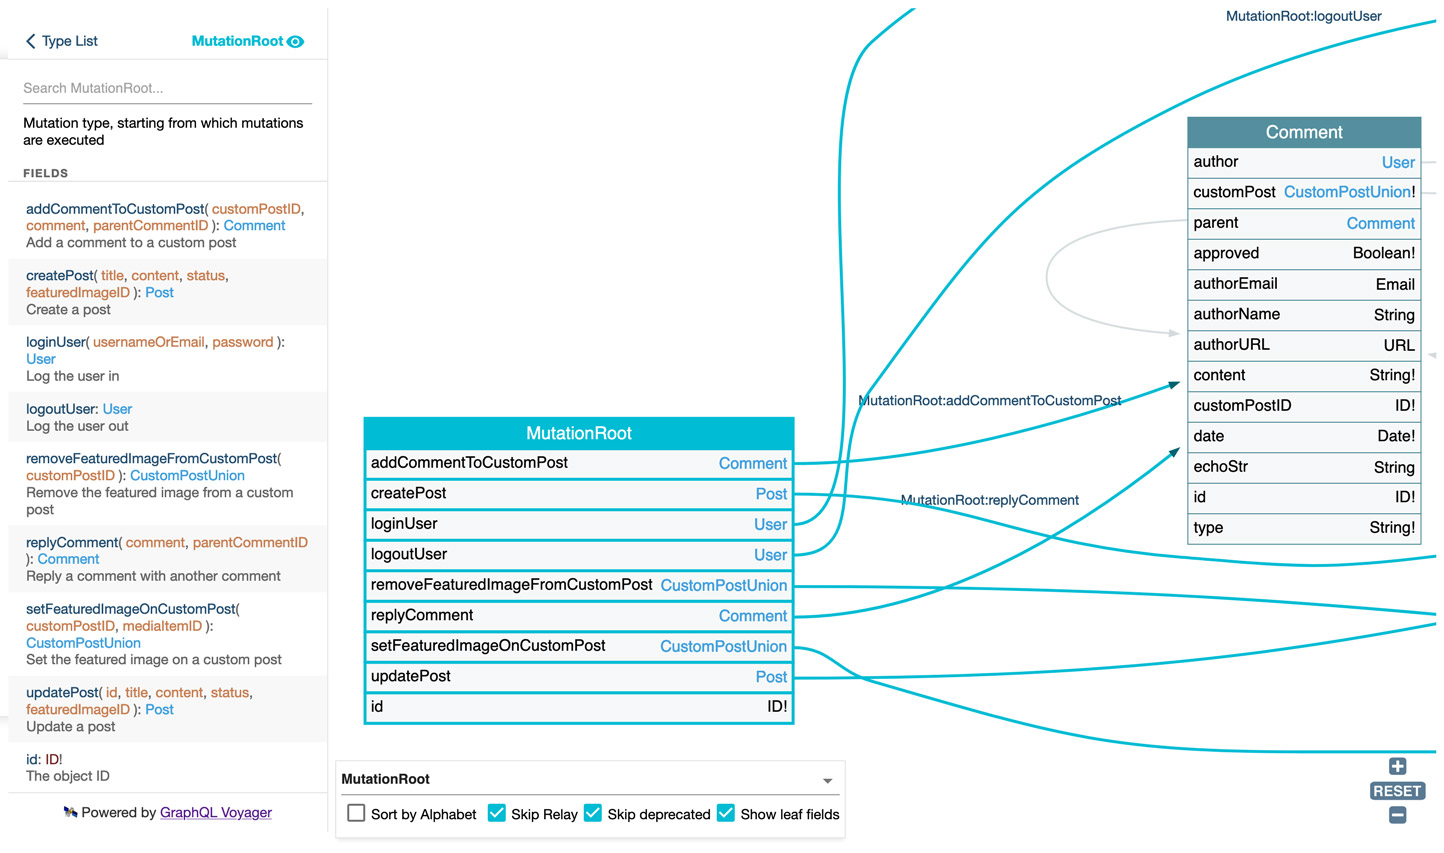 Type List
MutationRoot
Search MutationRoot...
Mutation type, starting from which mutations
are executed
FIELDS
addCommentToCustomPost( customPostID,
comment, parentCommentID ): Comment
Add a comment to a custom post
createPost( title, content, status,
featuredImageID ): Post
Create a post
loginUser( usernameOrEmail, password ):
User
Log the user in
logoutUser: User
Log the user out
removeFeaturedImageFromCustomPost(
customPostID ): CustomPostUnion
Remove the featured image from a custom
post
replyComment( comment, parentCommentID
): Comment
Reply a comment with another comment
setFeaturedImageOnCustomPost(
customPostID, mediaItemID ):
CustomPostUnion
Set the featured image on a custom post
updatePost( id, title, content, status,
featuredImageID ): Post
Update a post
id: ID!
The object ID
Powered by GraphQL Voyager
MutationRoot:logoutUser
MutationRoot:addCommentToCustomPost
MutationRoot:replyComment
MutationRoot
addCommentToCustomPost Comment
createPost Post
loginUser User
logoutUser User
removeFeaturedImageFromCustomPost CustomPostUnion
replyComment Comment
setFeaturedImageOnCustomPost CustomPostUnion
updatePost Post
id ID!
Comment
author User
customPost CustomPostUnion!
parent Comment
approved Boolean!
authorEmail Email
authorName String
authorURL URL
content String!
customPostID ID!
date Date!
echoStr String
id ID!
type String!
MutationRoot
Sort by Alphabet Skip Relay Skip deprecated Show leaf fields
RESET